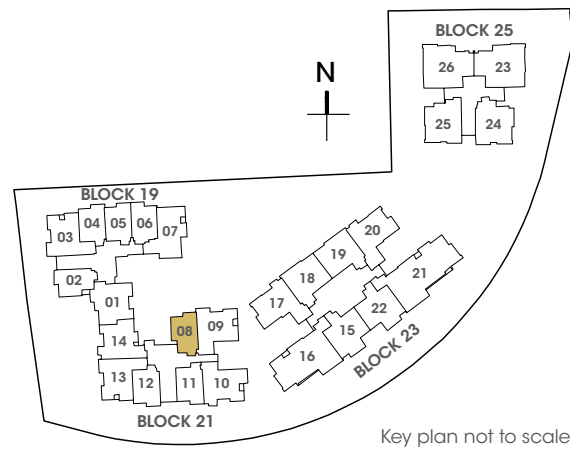 BLOCK 25
26 23
25 24
N
BLOCK 19
03 04 05 06 07
02
01
14
13 12 11 10
08 09
BLOCK 21
17 18 19 20
16 15 22 21
BLOCK 23
Key plan not to scale